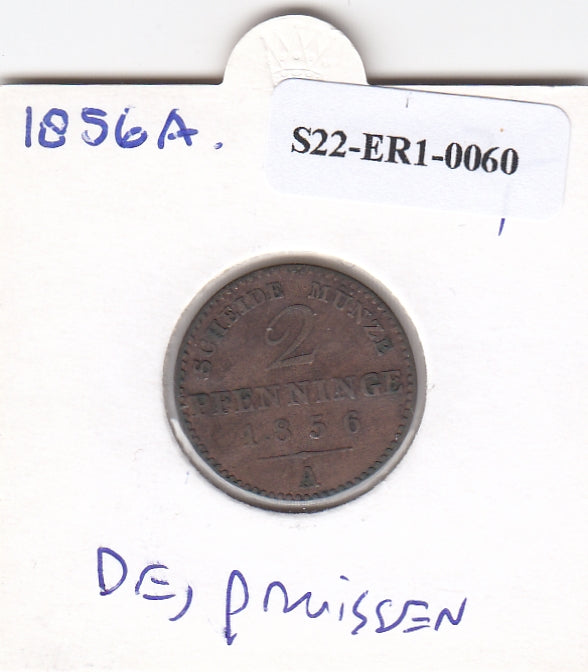 1856A.
S22-ER1-0060
SCHEIDE MÜNZE
2
PFENNINGE
1856
A
DE, pruissen